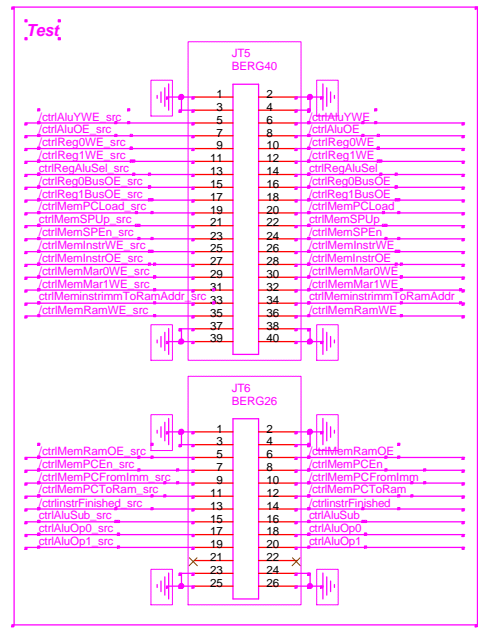 Test
JT5
BERG40
1 2
3 4
/ctrlAluYWE_src 5 6 /ctrlAluYWE
/ctrlAluOE_src 7 8 /ctrlAluOE
/ctrlReg0WE_src 9 10 /ctrlReg0WE
/ctrlReg1WE_src 11 12 /ctrlReg1WE
ctrlRegAluSel_src 13 14 ctrlRegAluSel
/ctrlReg0BusOE_src 15 16 /ctrlReg0BusOE
/ctrlReg1BusOE_src 17 18 /ctrlReg1BusOE
/ctrlMemPCLoad_src 19 20 /ctrlMemPCLoad
ctrlMemSPUp_src 21 22 ctrlMemSPUp
/ctrlMemSPEn_src 23 24 /ctrlMemSPEn
/ctrlMemInstrWE_src 25 26 /ctrlMemInstrWE
/ctrlMemInstrOE_src 27 28 /ctrlMemInstrOE
/ctrlMemMar0WE_src 29 30 /ctrlMemMar0WE
/ctrlMemMar1WE_src 31 32 /ctrlMemMar1WE
ctrlMeminstrimmToRamAddr_src 33 34 ctrlMeminstrimmToRamAddr
/ctrlMemRamWE_src 35 36 /ctrlMemRamWE
37 38
39 40
JT6
BERG26
1 2
3 4
/ctrlMemRamOE_src 5 6 /ctrlMemRamOE
/ctrlMemPCEn_src 7 8 /ctrlMemPCEn
/ctrlMemPCFromImm_src 9 10 /ctrlMemPCFromImm
/ctrlMemPCToRam_src 11 12 /ctrlMemPCToRam
/ctrlinstrFinished_src 13 14 /ctrlinstrFinished
ctrlAluSub_src 15 16 ctrlAluSub
ctrlAluOp0_src 17 18 ctrlAluOp0
ctrlAluOp1_src 19 20 ctrlAluOp1
21 22
23 24
25 26